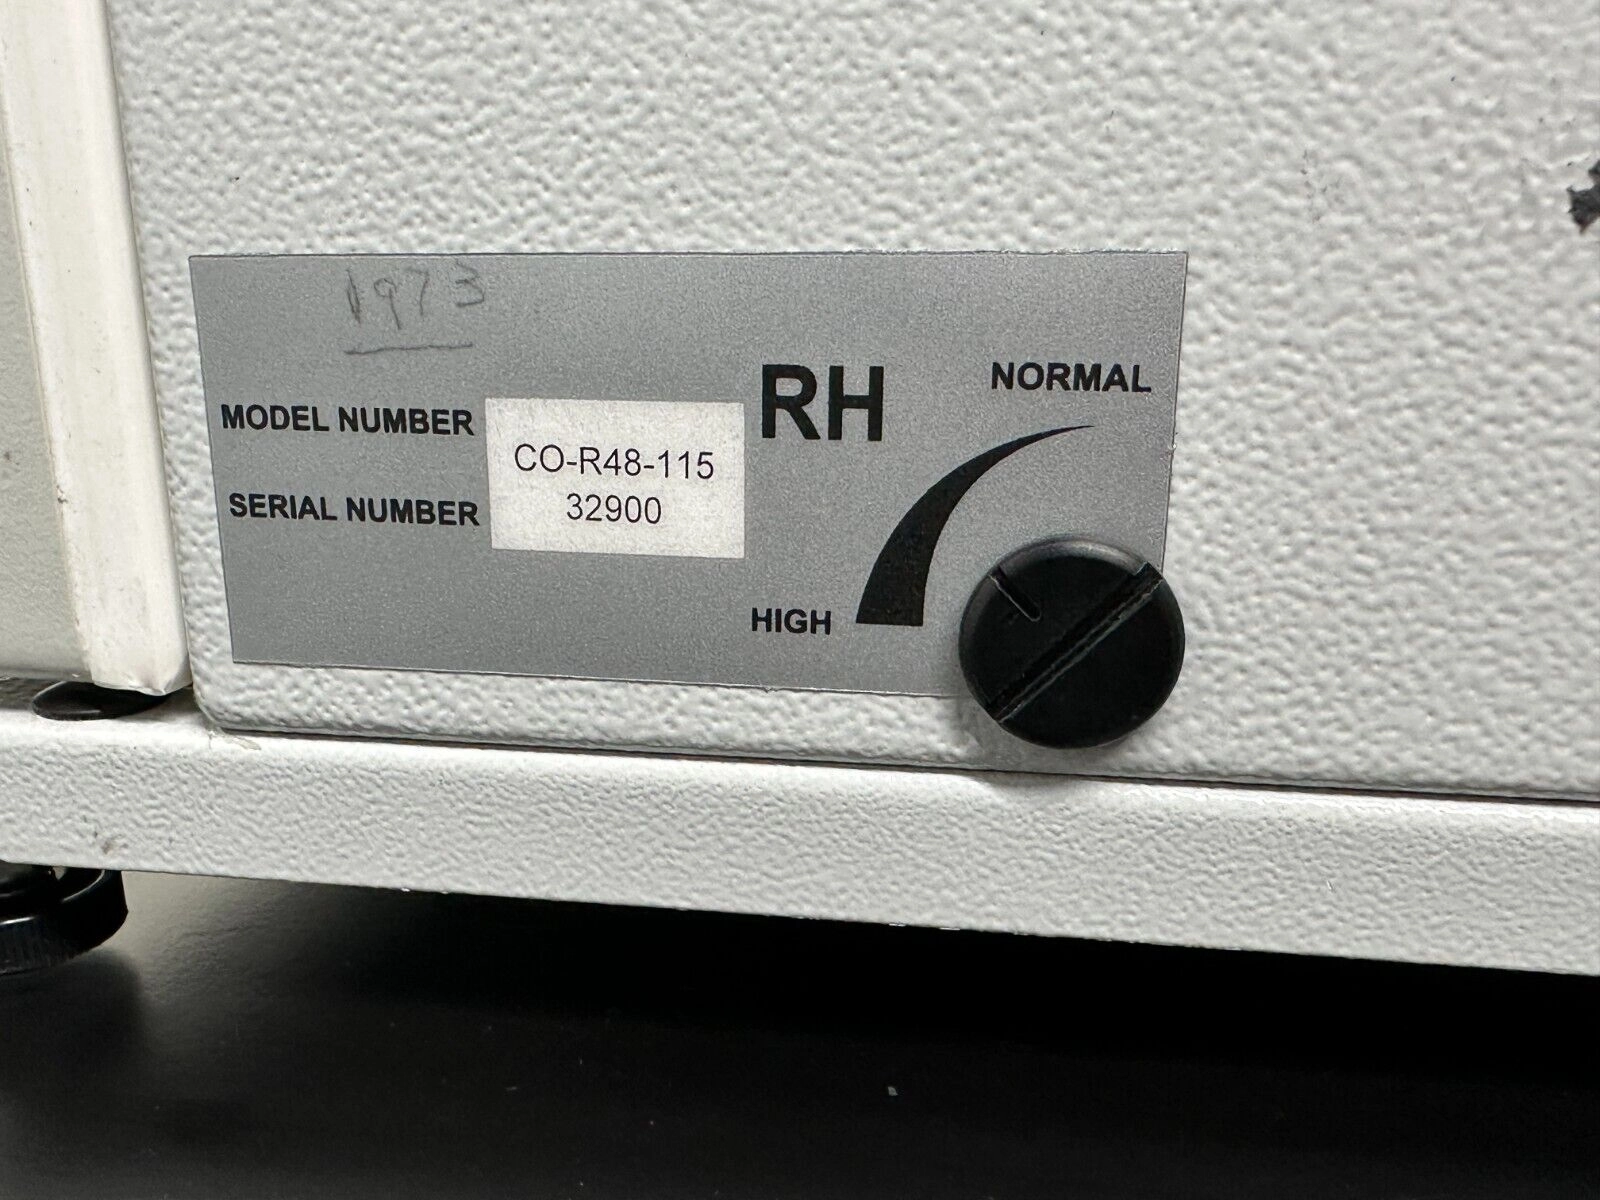 1973
MODEL NUMBER CO-R48-115
SERIAL NUMBER 32900
RH
NORMAL
HIGH